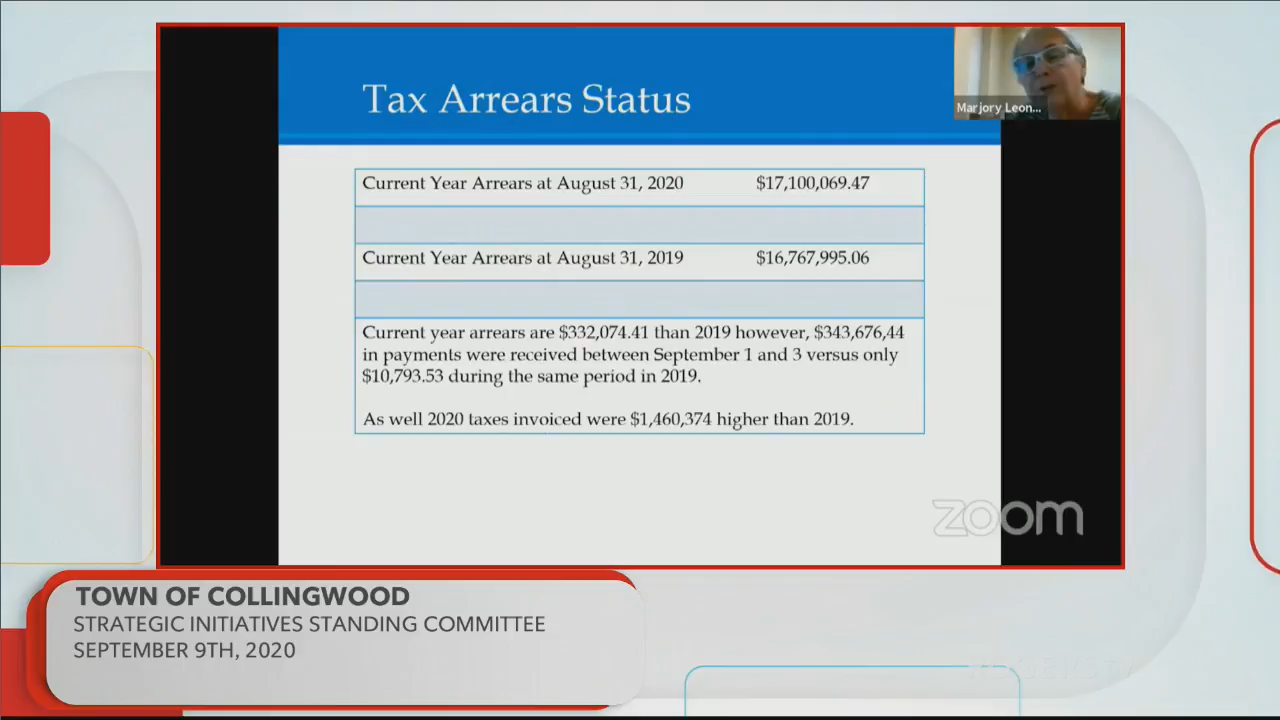 Tax Arrears Status
Marjory Leon...
Current Year Arrears at August 31, 2020 $17,100,069.47
Current Year Arrears at August 31, 2019 $16,767,995.06
Current year arrears are $332,074.41 than 2019 however, $343,676,44
in payments were received between September 1 and 3 versus only
$10,793.53 during the same period in 2019.
As well 2020 taxes invoiced were $1,460,374 higher than 2019.
zoom
TOWN OF COLLINGWOOD
STRATEGIC INITIATIVES STANDING COMMITTEE
SEPTEMBER 9TH, 2020